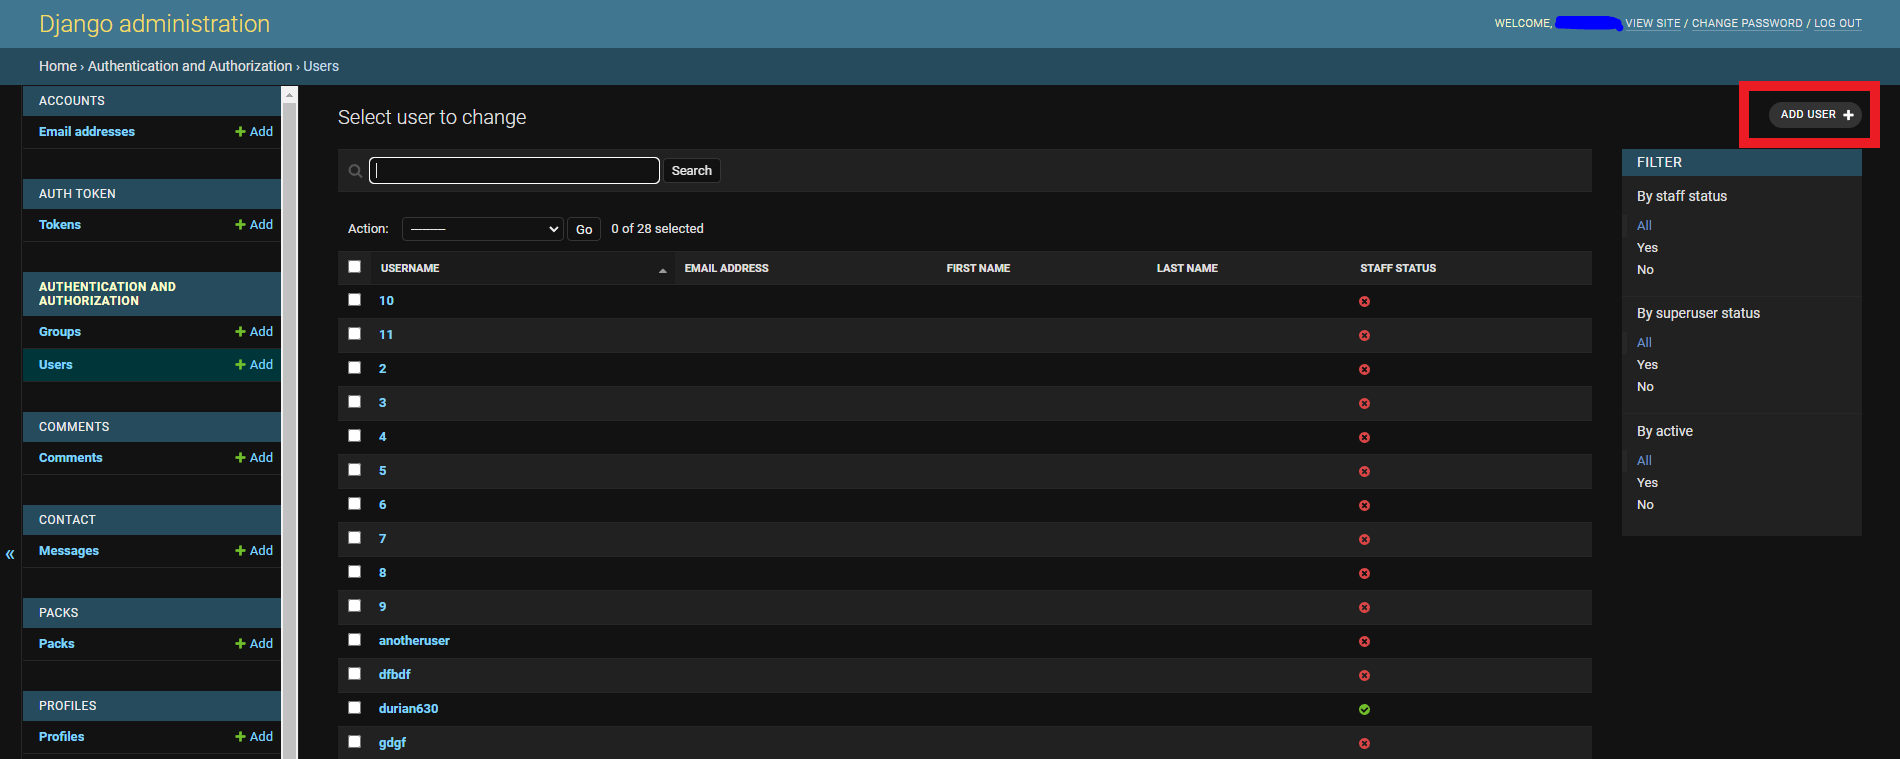 Django administration
WELCOME, VIEW SITE / CHANGE PASSWORD / LOG OUT
Home › Authentication and Authorization › Users
ACCOUNTS
Email addresses Add
AUTH TOKEN
Tokens Add
AUTHENTICATION AND
AUTHORIZATION
Groups Add
Users Add
COMMENTS
Comments Add
CONTACT
Messages Add
«
PACKS
Packs Add
PROFILES
Profiles Add
Select user to change
ADD USER +
Search
Action: --------- Go 0 of 28 selected
USERNAME EMAIL ADDRESS FIRST NAME LAST NAME STAFF STATUS
10
11
2
3
4
5
6
7
8
9
anotheruser
dfbdf
durian630
gdgf
FILTER
By staff status
All
Yes
No
By superuser status
All
Yes
No
By active
All
Yes
No